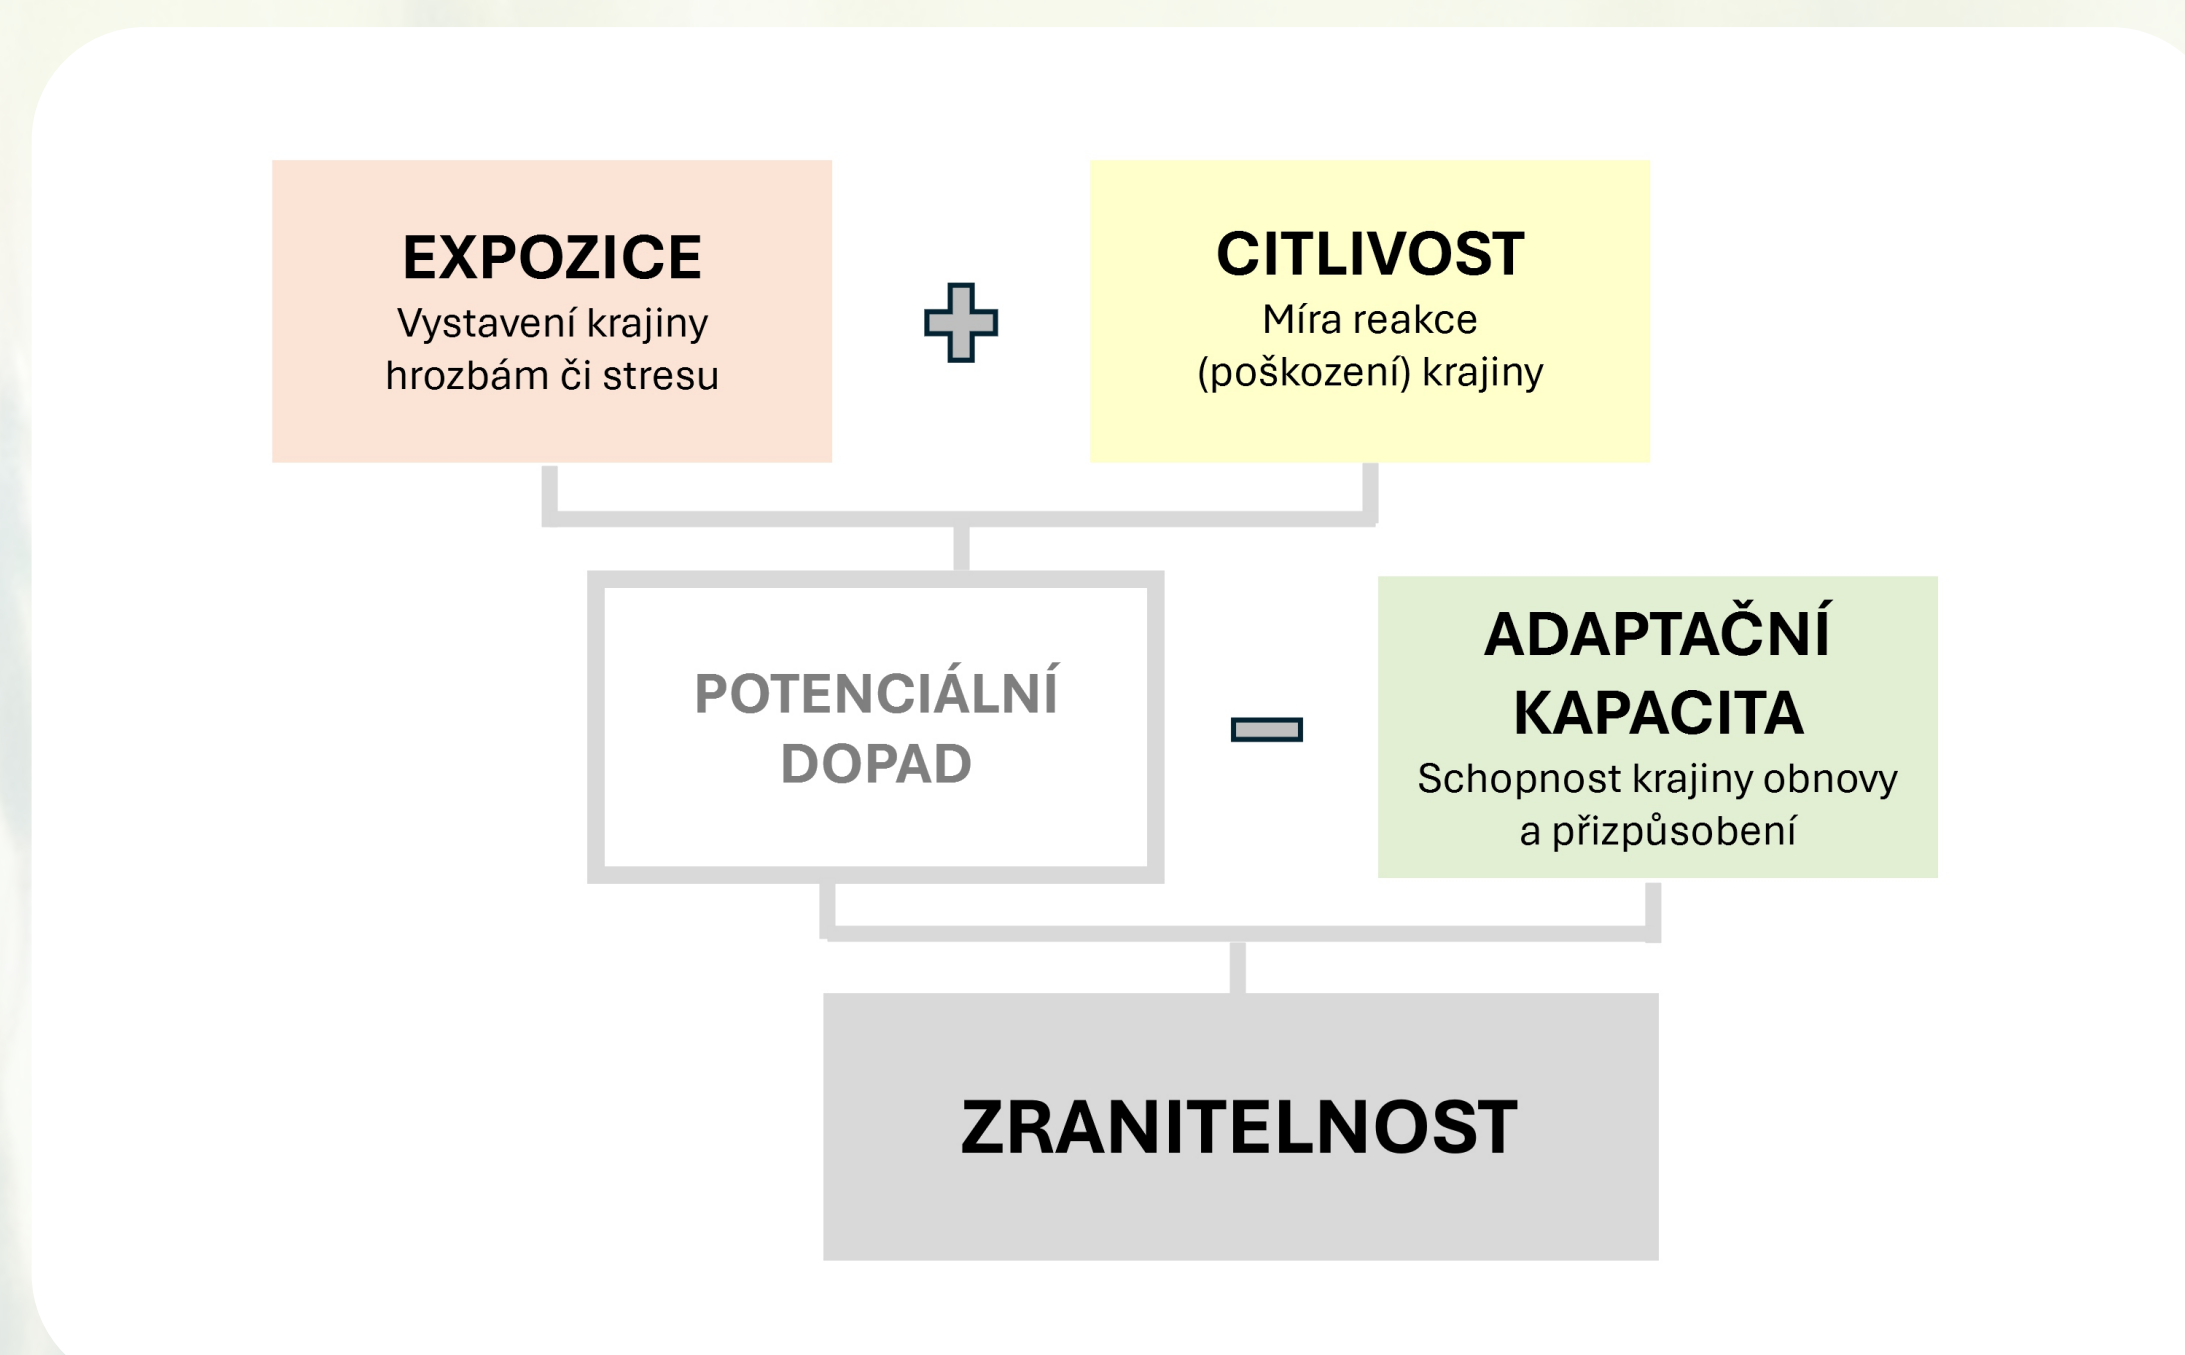 EXPOZICE
Vystavení krajiny
hrozbám či stresu
CITLIVOST
Míra reakce
(poškození) krajiny
POTENCIÁLNÍ
DOPAD
ADAPTAČNÍ
KAPACITA
Schopnost krajiny obnovy
a přizpůsobení
ZRANITELNOST